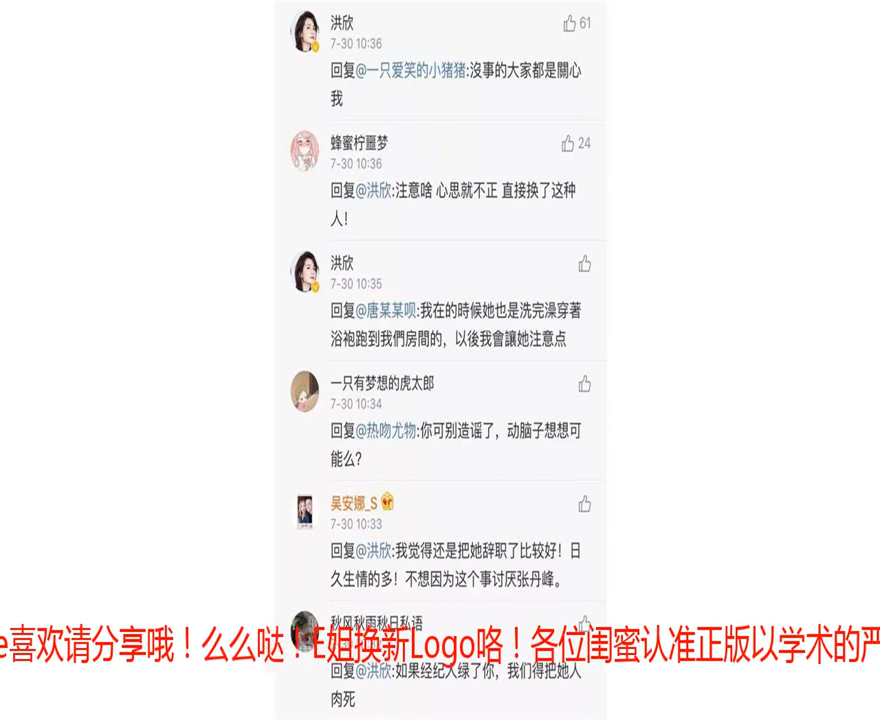 洪欣
61
7-30 10:36
回复@一只爱笑的小猪猪:沒事的大家都是關心
我
蜂蜜柠噩梦
24
7-30 10:36
回复@洪欣:注意啥 心思就不正 直接换了这种
人！
洪欣
7-30 10:35
回复@唐某某呗:我在的時候她也是洗完澡穿著
浴袍跑到我們房間的，以後我會讓她注意点
一只有梦想的虎太郎
7-30 10:34
回复@热吻尤物:你可别造谣了，动脑子想想可
能么？
吴安娜_S
7-30 10:33
回复@洪欣:我觉得还是把她辞职了比较好！日
久生情的多！不想因为这个事讨厌张丹峰。
秋风秋雨秋日私语
e喜欢请分享哦！么么哒！E姐换新Logo咯！各位闺蜜认准正版以学术的严
回复@洪欣:如果经纪人绿了你，我们得把她人
肉死